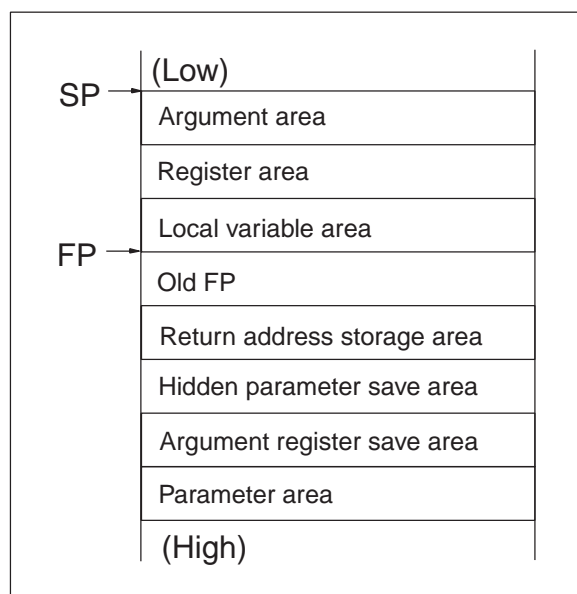 (Low)
SP
Argument area
Register area
Local variable area
FP
Old FP
Return address storage area
Hidden parameter save area
Argument register save area
Parameter area
(High)